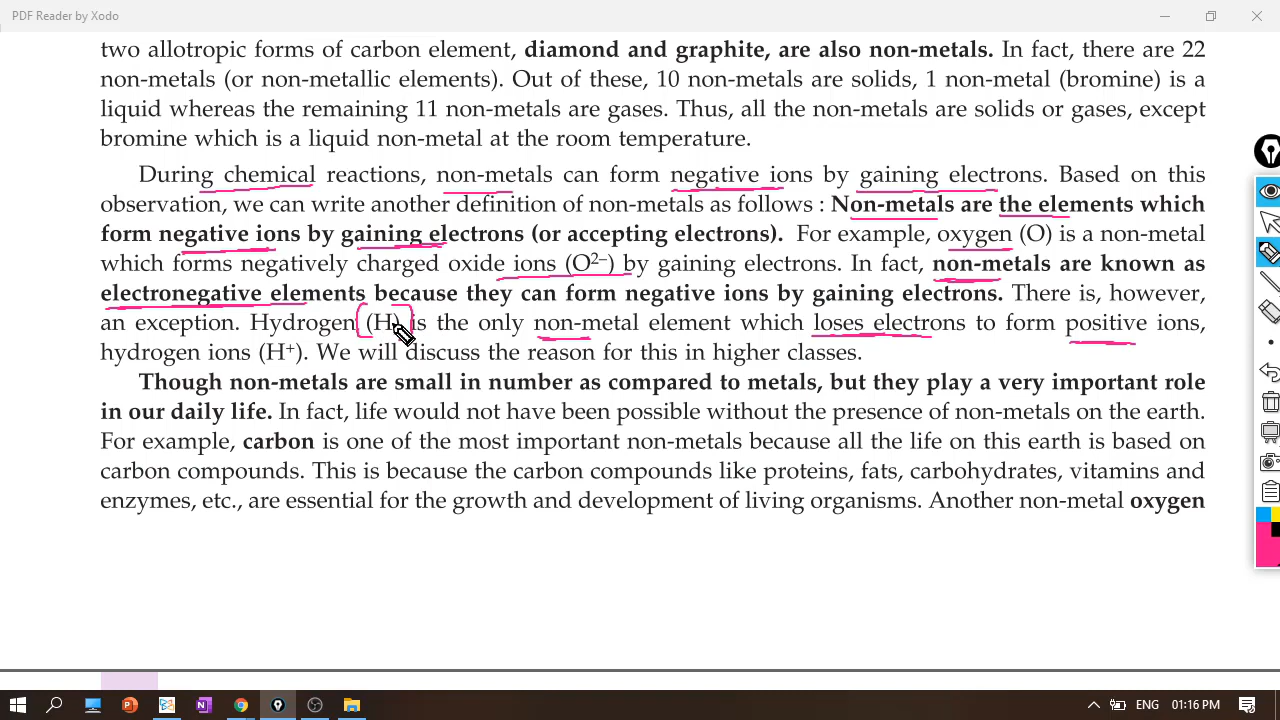 PDF Reader by Xodo
two allotropic forms of carbon element, diamond and graphite, are also non-metals. In fact, there are 22
non-metals (or non-metallic elements). Out of these, 10 non-metals are solids, 1 non-metal (bromine) is a
liquid whereas the remaining 11 non-metals are gases. Thus, all the non-metals are solids or gases, except
bromine which is a liquid non-metal at the room temperature.
During chemical reactions, non-metals can form negative ions by gaining electrons. Based on this
observation, we can write another definition of non-metals as follows : Non-metals are the elements which
form negative ions by gaining electrons (or accepting electrons). For example, oxygen (O) is a non-metal
which forms negatively charged oxide ions (O²⁻) by gaining electrons. In fact, non-metals are known as
electronegative elements because they can form negative ions by gaining electrons. There is, however,
an exception. Hydrogen (H) is the only non-metal element which loses electrons to form positive ions,
hydrogen ions (H⁺). We will discuss the reason for this in higher classes.
Though non-metals are small in number as compared to metals, but they play a very important role
in our daily life. In fact, life would not have been possible without the presence of non-metals on the earth.
For example, carbon is one of the most important non-metals because all the life on this earth is based on
carbon compounds. This is because the carbon compounds like proteins, fats, carbohydrates, vitamins and
enzymes, etc., are essential for the growth and development of living organisms. Another non-metal oxygen
ENG 01:16 PM